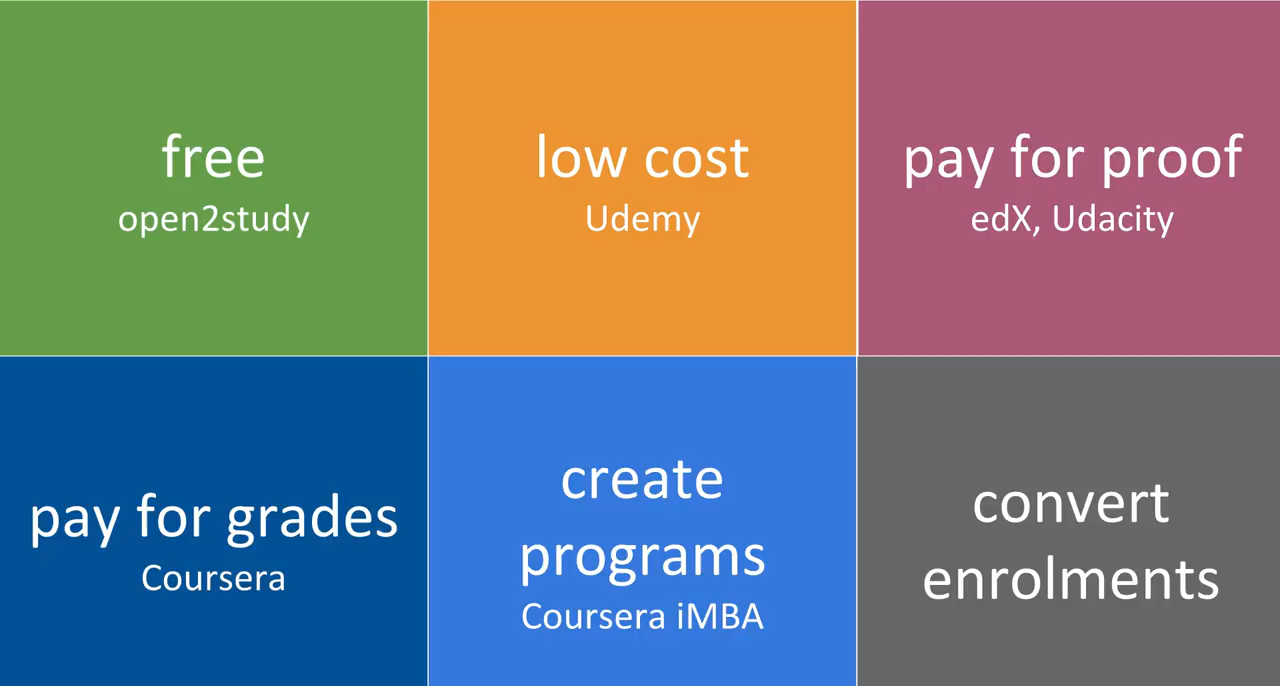 free
open2study
low cost
Udemy
pay for proof
edX, Udacity
pay for grades
Coursera
create
programs
Coursera iMBA
convert
enrolments